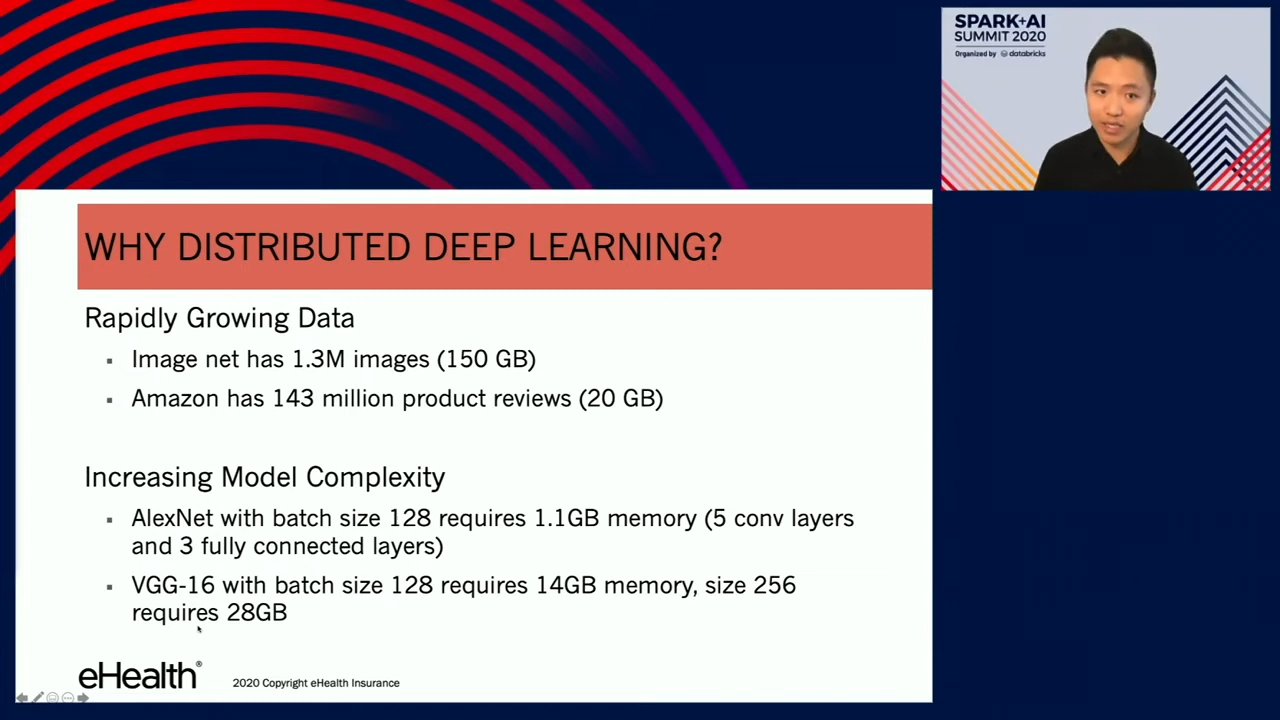 SPARK+AI
SUMMIT 2020
Organized by databricks
WHY DISTRIBUTED DEEP LEARNING?
Rapidly Growing Data
▪ Image net has 1.3M images (150 GB)
▪ Amazon has 143 million product reviews (20 GB)
Increasing Model Complexity
▪ AlexNet with batch size 128 requires 1.1GB memory (5 conv layers
and 3 fully connected layers)
▪ VGG-16 with batch size 128 requires 14GB memory, size 256
requires 28GB
eHealth®
2020 Copyright eHealth Insurance